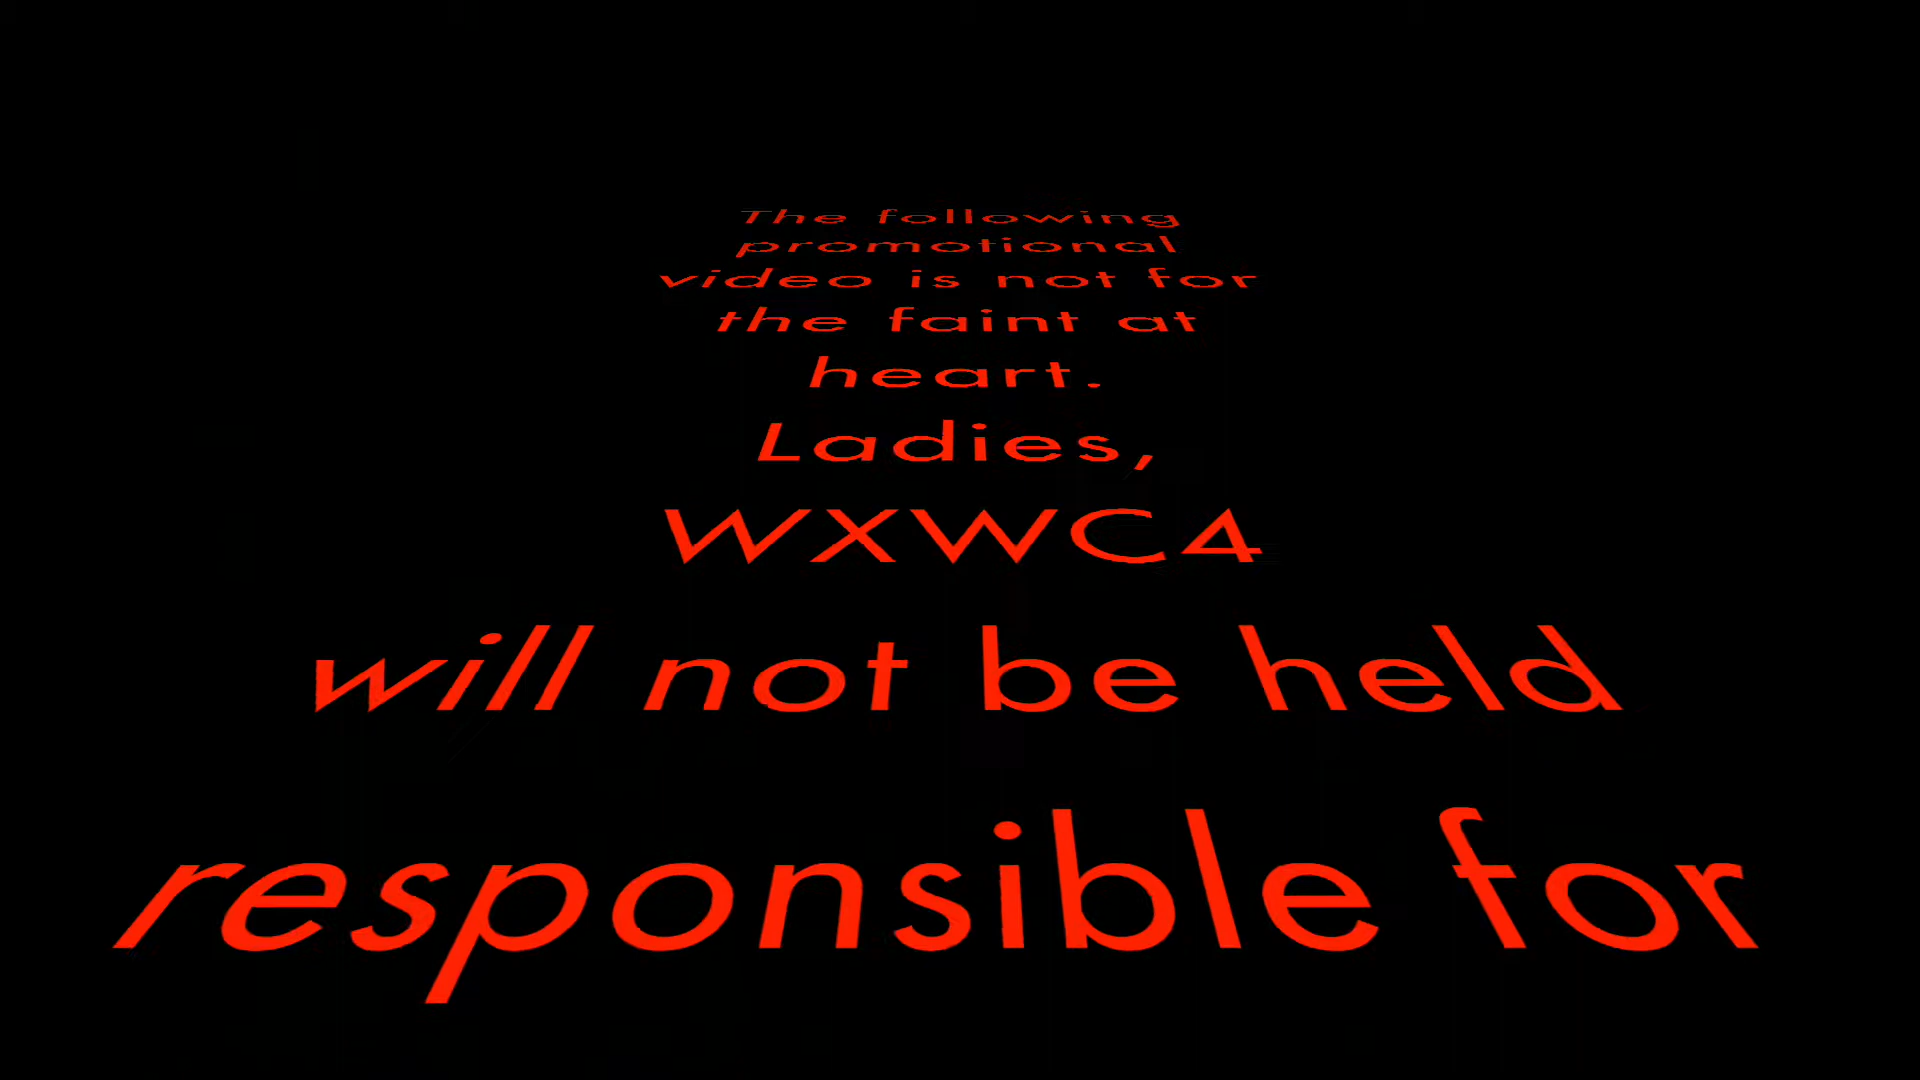 The following
promotional
video is not for
the faint at
heart.
Ladies,
WXWC4
will not be held
responsible for